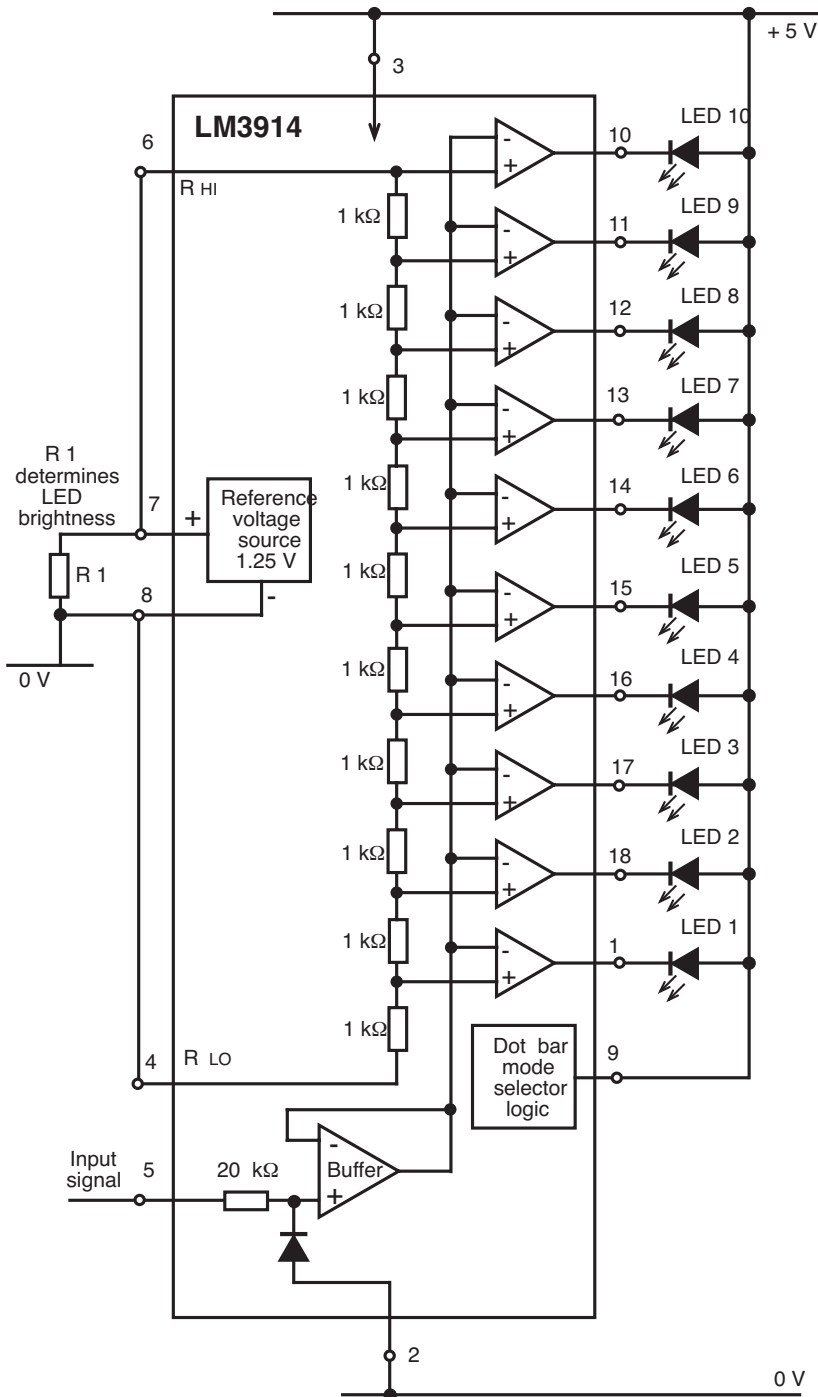 + 5 V
3
LM3914
6
R HI
10
LED 10
1 kΩ
11
LED 9
1 kΩ
12
LED 8
1 kΩ
13
LED 7
R 1
determines
LED
brightness
7
+
Reference
voltage
source
1.25 V
-
1 kΩ
14
LED 6
R 1
8
1 kΩ
15
LED 5
0 V
1 kΩ
16
LED 4
1 kΩ
17
LED 3
1 kΩ
18
LED 2
1 kΩ
1
LED 1
1 kΩ
4
R LO
Dot bar
mode
selector
logic
9
Input
signal
5
20 kΩ
-
Buffer
+
2
0 V
-
+
-
+
-
+
-
+
-
+
-
+
-
+
-
+
-
+
-
+